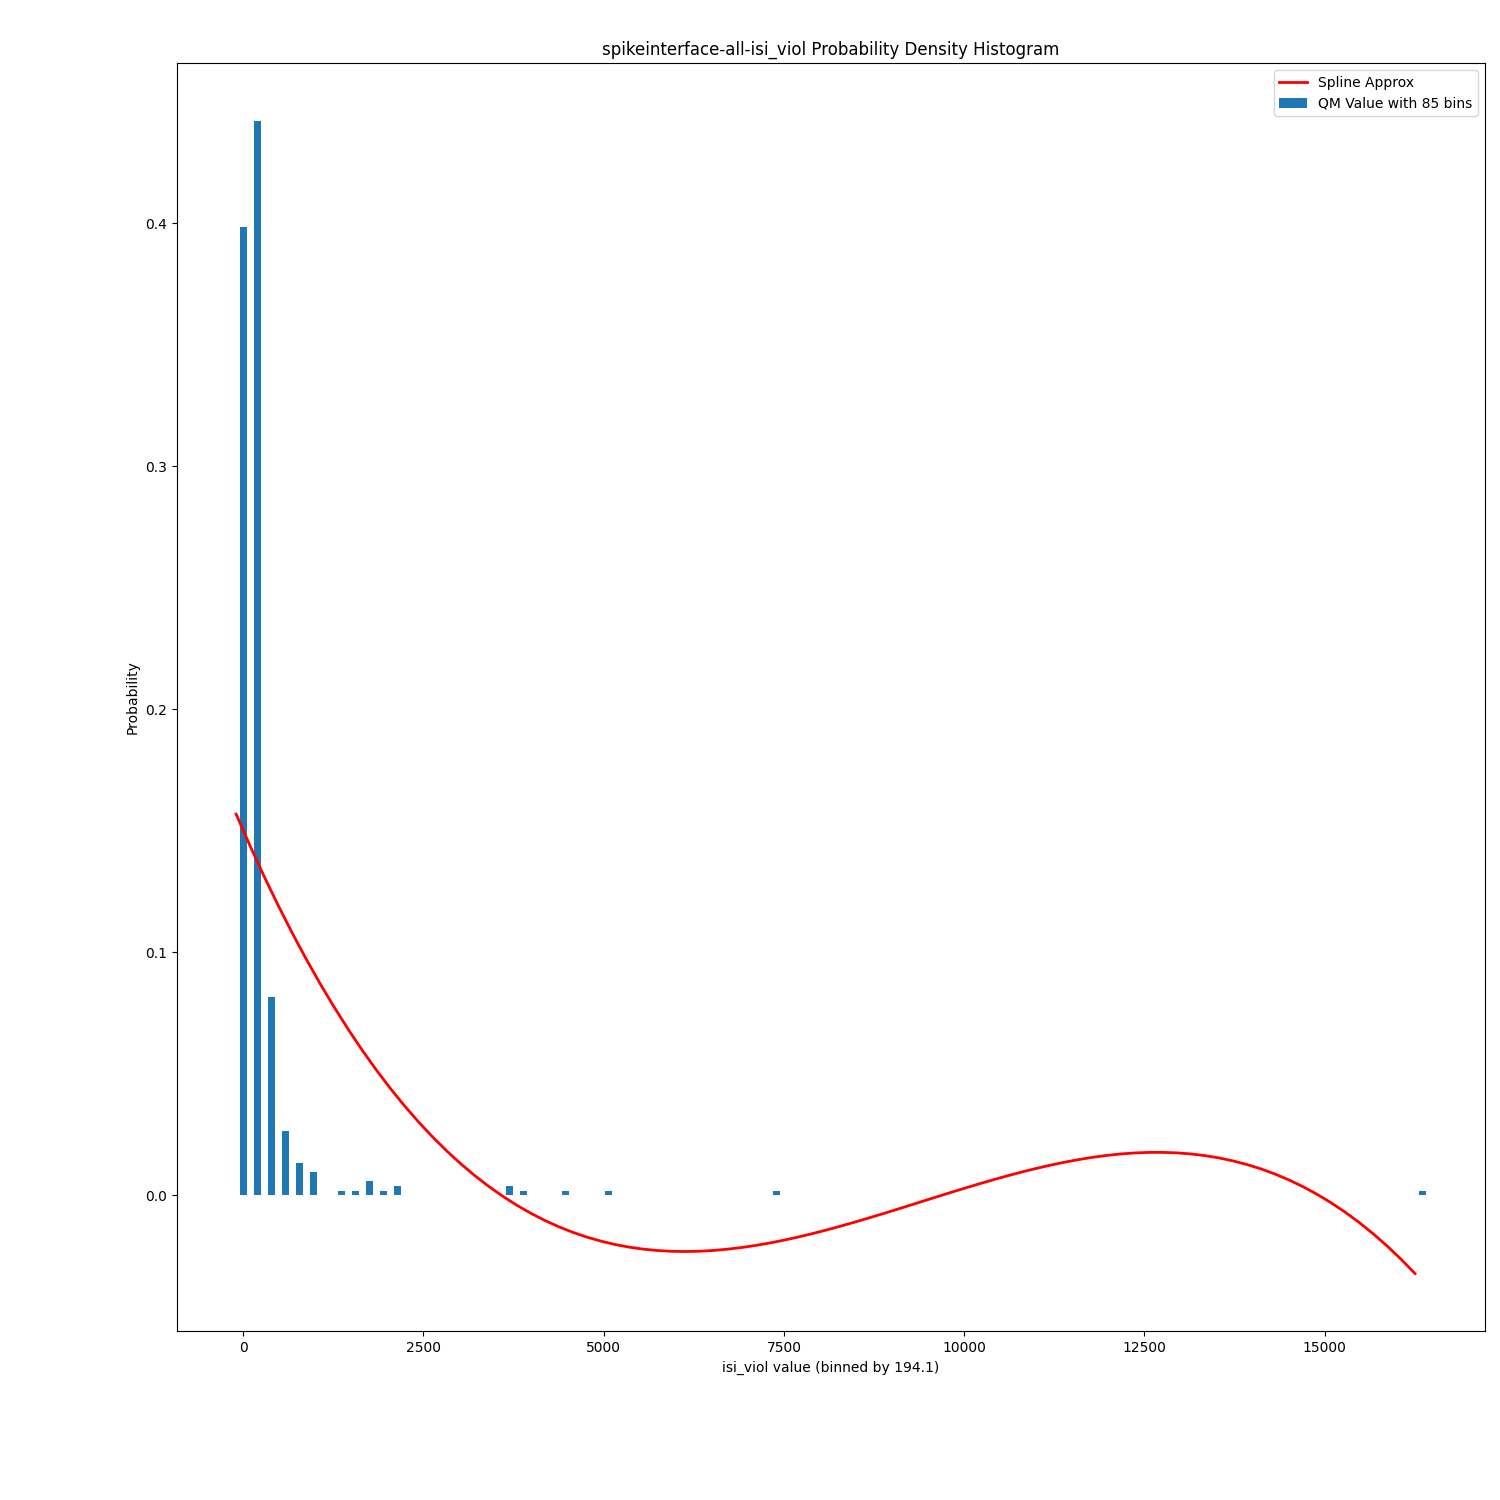 spikeinterface-all-isi_viol Probability Density Histogram
Spline Approx
QM Value with 85 bins
0.4
0.3
0.2
0.1
0.0
Probability
0 2500 5000 7500 10000 12500 15000
isi_viol value (binned by 194.1)